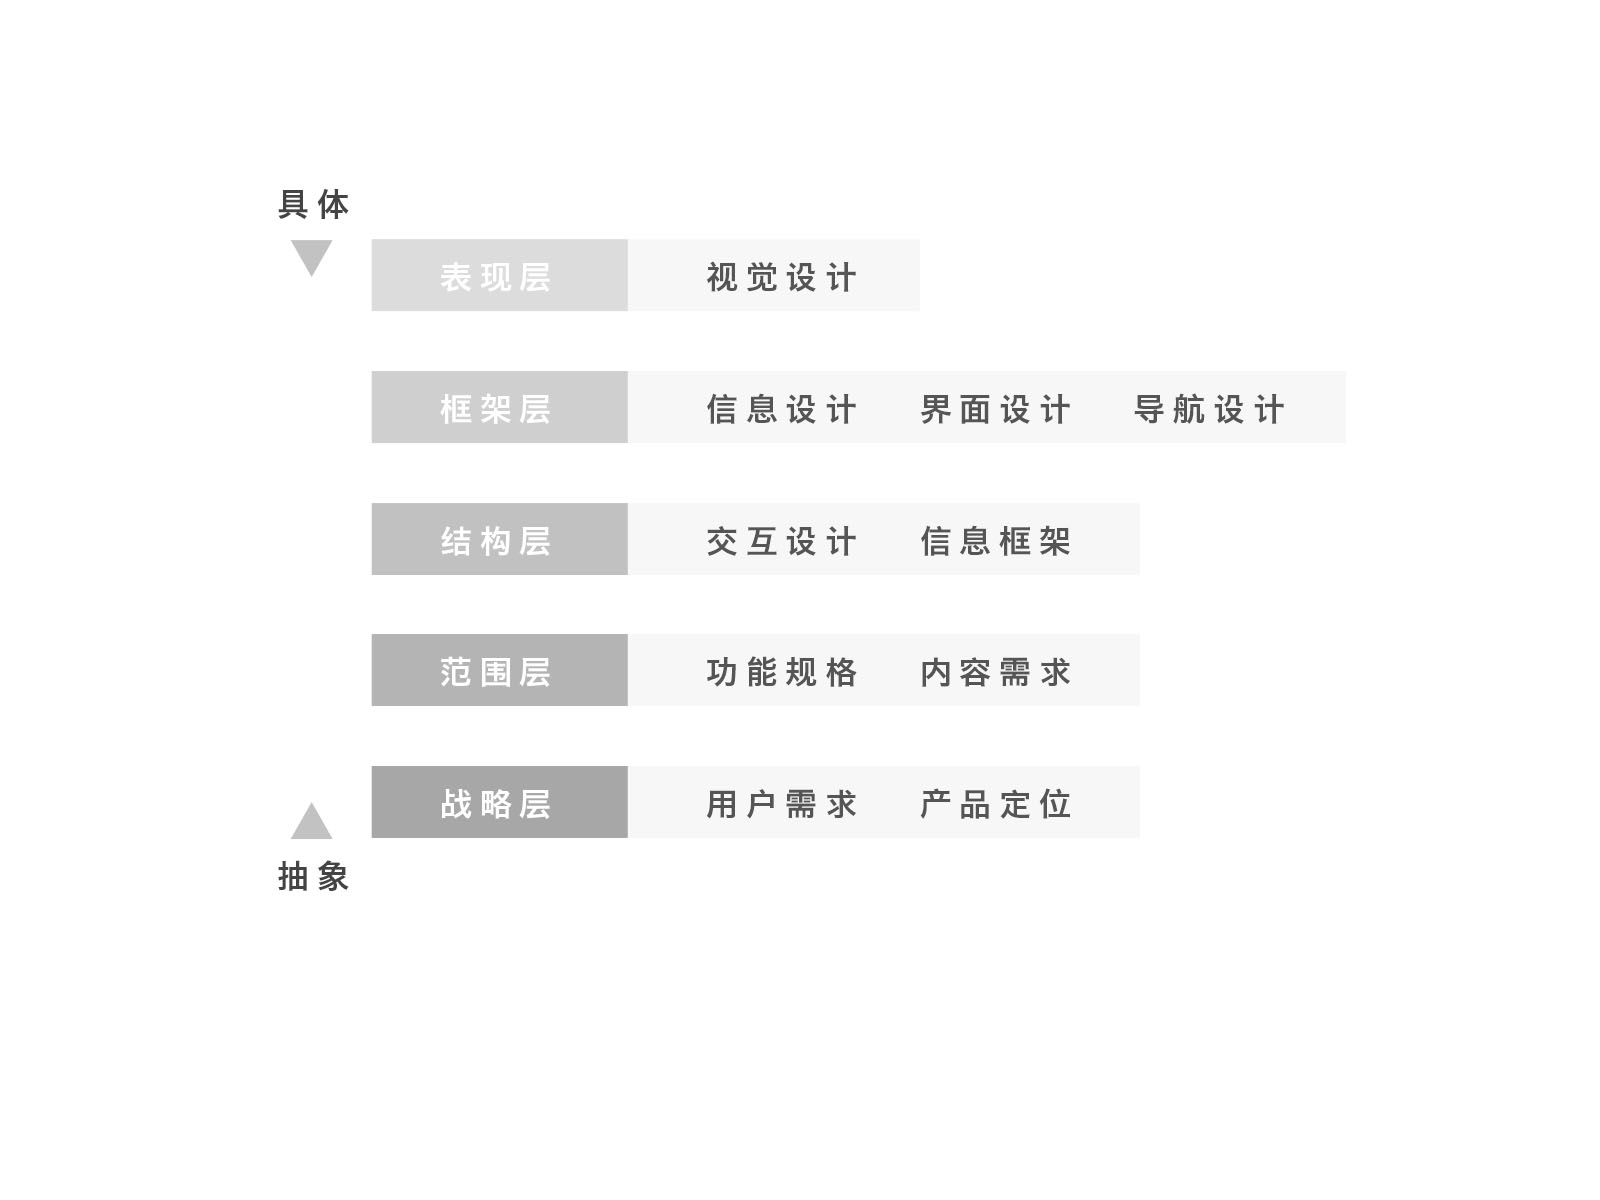 具体
表现层 视觉设计
框架层 信息设计 界面设计 导航设计
结构层 交互设计 信息框架
范围层 功能规格 内容需求
战略层 用户需求 产品定位
抽象